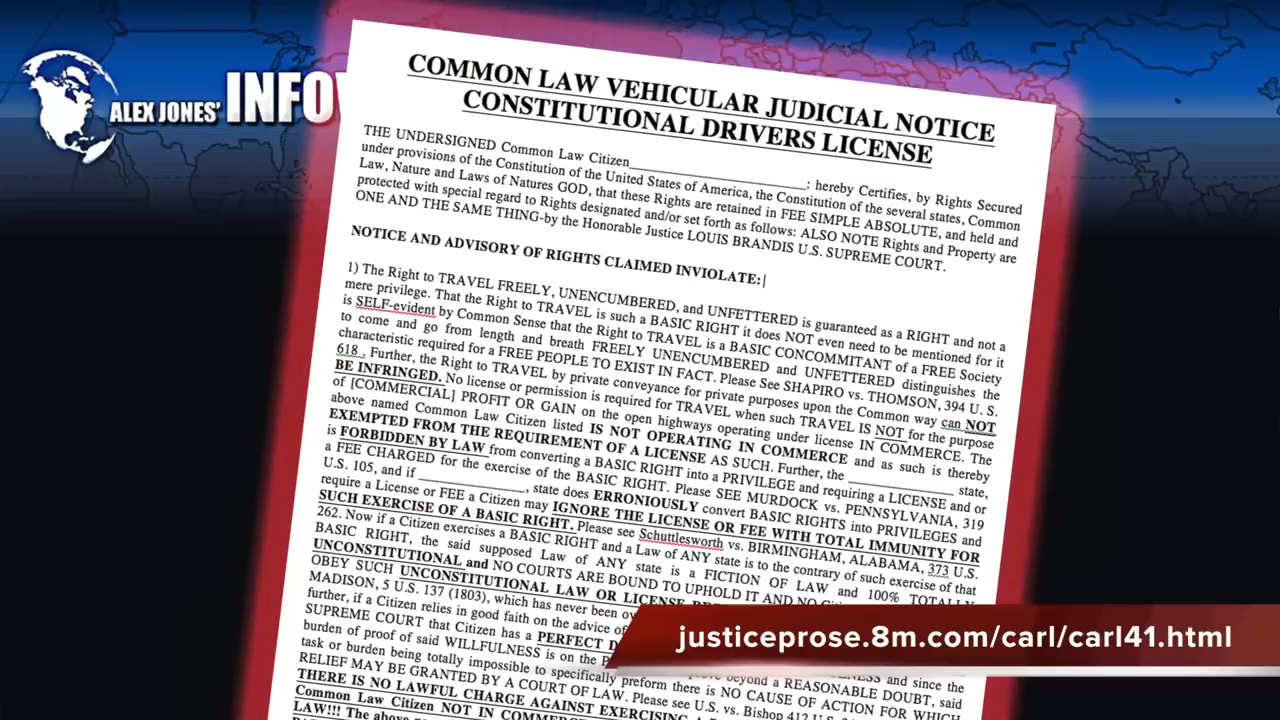 ALEX JONES' INFO
COMMON LAW VEHICULAR JUDICIAL NOTICE
CONSTITUTIONAL DRIVERS LICENSE
THE UNDERSIGNED Common Law Citizen____________________: hereby Certifies, by Rights Secured
under provisions of the Constitution of the United States of America, the Constitution of the several states, Common
Law, Nature and Laws of Natures GOD, that these Rights are retained in FEE SIMPLE ABSOLUTE, and held and
protected with special regard to Rights designated and/or set forth as follows: ALSO NOTE Rights and Property are
ONE AND THE SAME THING-by the Honorable Justice LOUIS BRANDIS U.S. SUPREME COURT.
NOTICE AND ADVISORY OF RIGHTS CLAIMED INVIOLATE:
1) The Right to TRAVEL FREELY, UNENCUMBERED, and UNFETTERED is guaranteed as a RIGHT and not a
mere privilege. That the Right to TRAVEL is such a BASIC RIGHT it does NOT even need to be mentioned for it
is SELF-evident by Common Sense that the Right to TRAVEL is a BASIC CONCOMMITANT of a FREE Society
to come and go from length and breath FREELY UNENCUMBERED and UNFETTERED distinguishes the
characteristic required for a FREE PEOPLE TO EXIST IN FACT. Please See SHAPIRO vs. THOMSON, 394 U. S.
618 . Further, the Right to TRAVEL by private conveyance for private purposes upon the Common way can NOT
BE INFRINGED. No license or permission is required for TRAVEL when such TRAVEL IS NOT for the purpose
of [COMMERCIAL] PROFIT OR GAIN on the open highways operating under license IN COMMERCE. The
above named Common Law Citizen listed IS NOT OPERATING IN COMMERCE and as such is thereby
EXEMPTED FROM THE REQUIREMENT OF A LICENSE AS SUCH. Further, the ____________ state,
is FORBIDDEN BY LAW from converting a BASIC RIGHT into a PRIVILEGE and requiring a LICENSE and or
a FEE CHARGED for the exercise of the BASIC RIGHT. Please SEE MURDOCK vs. PENNSYLVANIA, 319
U.S. 105, and if ____________, state does ERRONIOUSLY convert BASIC RIGHTS into PRIVILEGES and
require a License or FEE a Citizen may IGNORE THE LICENSE OR FEE WITH TOTAL IMMUNITY FOR
SUCH EXERCISE OF A BASIC RIGHT. Please see Schuttlesworth vs. BIRMINGHAM, ALABAMA, 373 U.S.
262. Now if a Citizen exercises a BASIC RIGHT and a Law of ANY state is to the contrary of such exercise of that
BASIC RIGHT, the said supposed Law of ANY state is a FICTION OF LAW and 100% TOTALLY
UNCONSTITUTIONAL and NO COURTS ARE BOUND TO UPHOLD IT AND NO
OBEY SUCH UNCONSTITUTIONAL LAW OR LICENSE
MADISON, 5 U.S. 137 (1803), which has never been
further, if a Citizen relies in good faith on the advice of
SUPREME COURT that Citizen has a PERFECT
burden of proof of said WILLFULNESS is on the beyond a REASONABLE DOUBT, said
task or burden being totally impossible to specifically preform there is NO CAUSE OF ACTION FOR WHICH
RELIEF MAY BE GRANTED BY A COURT OF LAW. Please see U.S. vs. Bishop 412 U.S.
THERE IS NO LAWFUL CHARGE AGAINST EXERCISING
Common Law Citizen NOT IN
LAW!!! The above
justiceprose.8m.com/carl/carl41.html